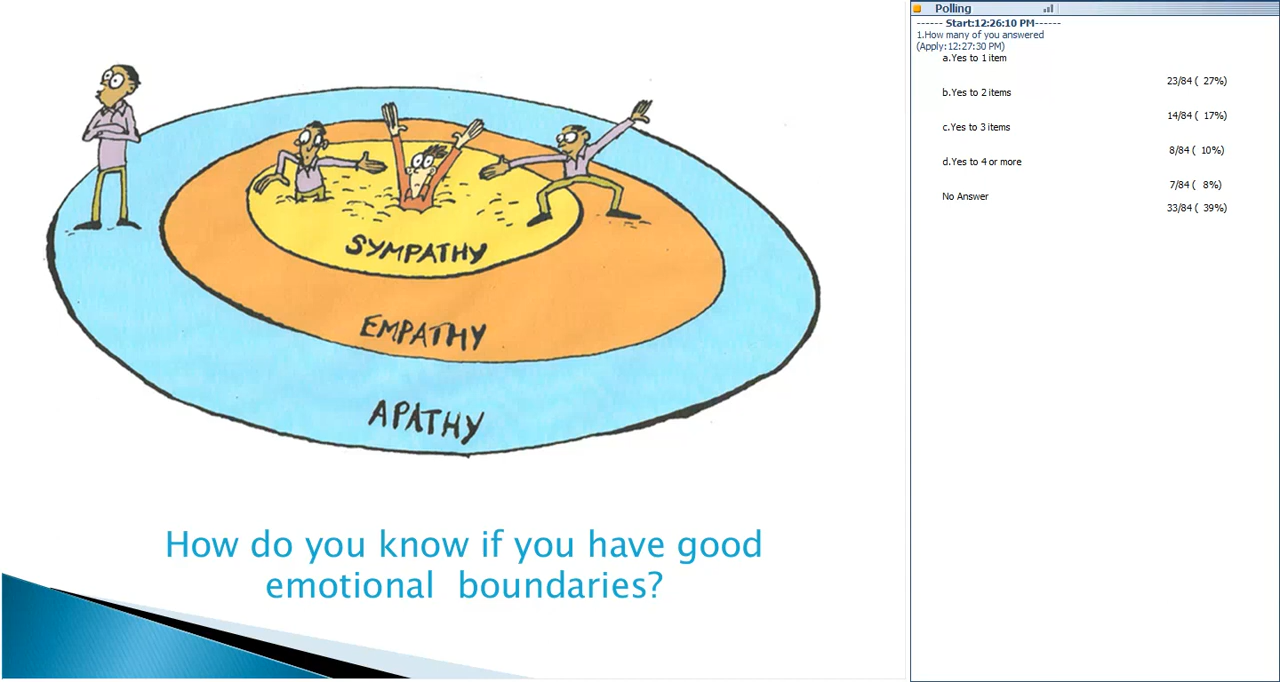 SYMPATHY
EMPATHY
APATHY
How do you know if you have good
emotional boundaries?
Polling
------ Start:12:26:10 PM------
1.How many of you answered
(Apply:12:27:30 PM)
a.Yes to 1 item
23/84 ( 27%)
b.Yes to 2 items
14/84 ( 17%)
c.Yes to 3 items
8/84 ( 10%)
d.Yes to 4 or more
7/84 ( 8%)
No Answer
33/84 ( 39%)